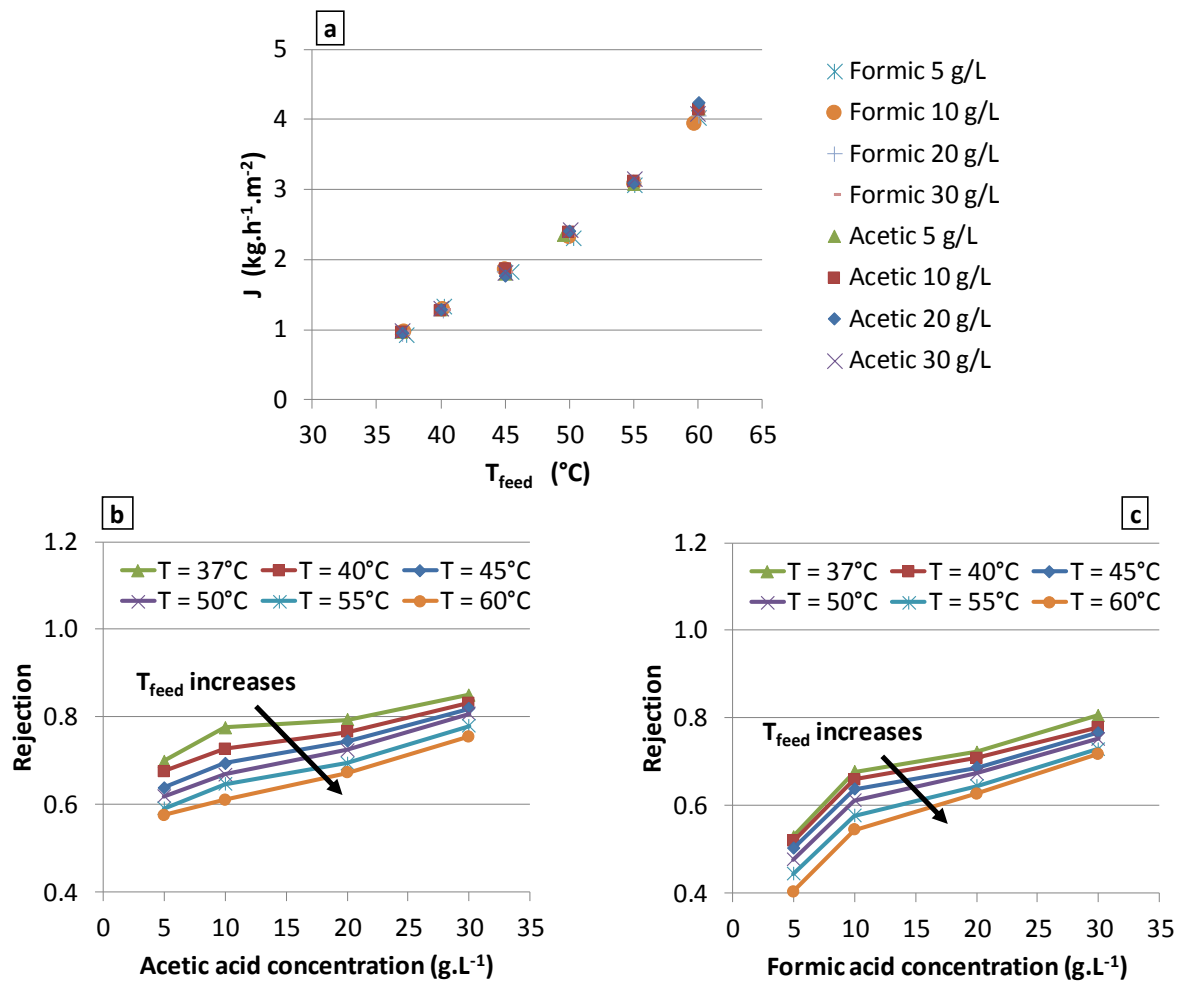 a
5
4
3
2
1
0
J (kg.h⁻¹.m⁻²)
30 35 40 45 50 55 60 65
T_feed (°C)
Formic 5 g/L
Formic 10 g/L
Formic 20 g/L
Formic 30 g/L
Acetic 5 g/L
Acetic 10 g/L
Acetic 20 g/L
Acetic 30 g/L
b
1.2
1.0
0.8
0.6
0.4
Rejection
T = 37°C T = 40°C T = 45°C
T = 50°C T = 55°C T = 60°C
T_feed increases
0 5 10 15 20 25 30 35
Acetic acid concentration (g.L⁻¹)
c
1.2
1.0
0.8
0.6
0.4
Rejection
T = 37°C T = 40°C T = 45°C
T = 50°C T = 55°C T = 60°C
T_feed increases
0 5 10 15 20 25 30 35
Formic acid concentration (g.L⁻¹)